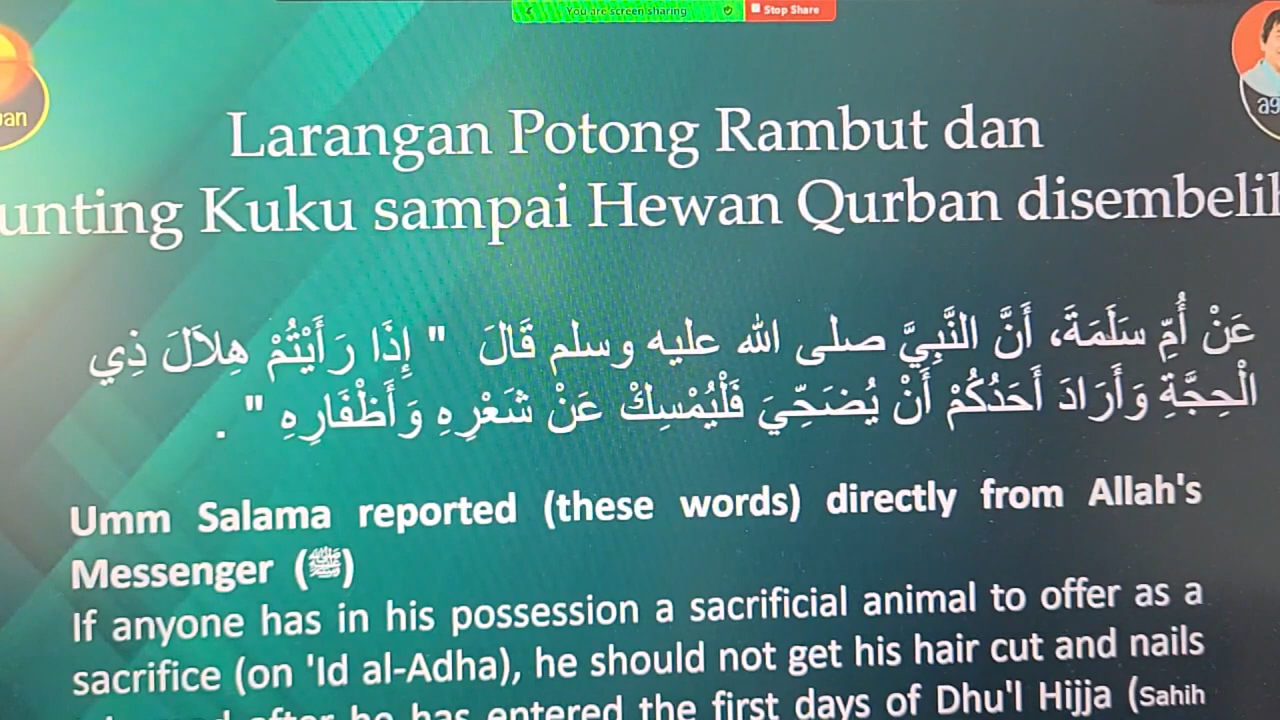 You are screen sharing
Stop Share
Larangan Potong Rambut dan
unting Kuku sampai Hewan Qurban disembelih
عَنْ أُمِّ سَلَمَةَ، أَنَّ النَّبِيَّ صلى الله عليه وسلم قَالَ " إِذَا رَأَيْتُمْ هِلاَلَ ذِي
الْحِجَّةِ وَأَرَادَ أَحَدُكُمْ أَنْ يُضَحِّيَ فَلْيُمْسِكْ عَنْ شَعْرِهِ وَأَظْفَارِهِ " .
Umm Salama reported (these words) directly from Allah's
Messenger (ﷺ)
If anyone has in his possession a sacrificial animal to offer as a
sacrifice (on 'Id al-Adha), he should not get his hair cut and nails
after he has entered the first days of Dhu'l Hijja (Sahih